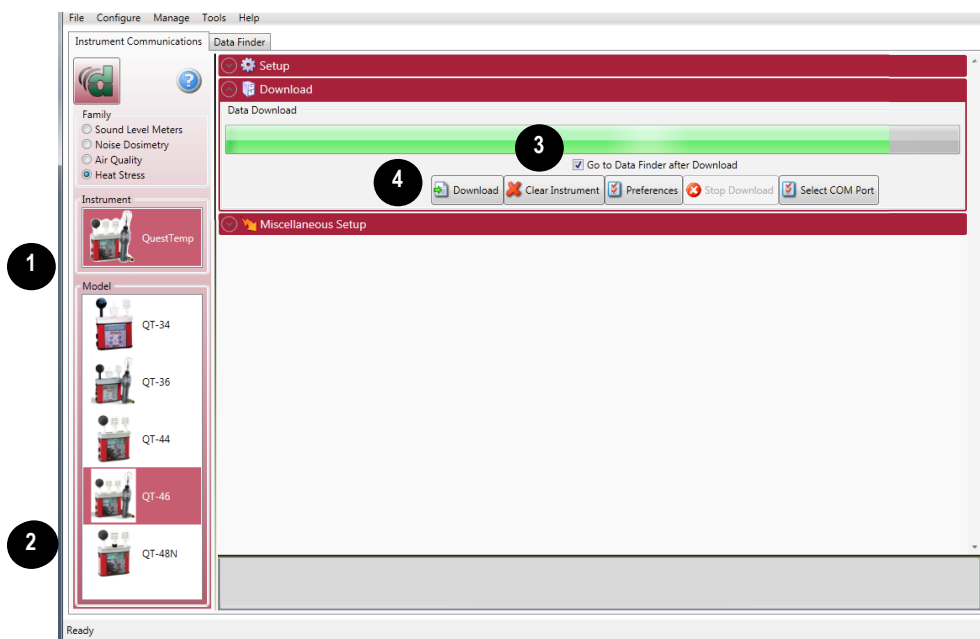 File Configure Manage Tools Help
Instrument Communications Data Finder
Setup
Download
Data Download
Family
Sound Level Meters
Noise Dosimetry
Air Quality
Heat Stress
3
Go to Data Finder after Download
4
Download Clear Instrument Preferences Stop Download Select COM Port
Instrument
QuestTemp
Miscellaneous Setup
1
Model
QT-34
QT-36
QT-44
QT-46
2
QT-48N
Ready